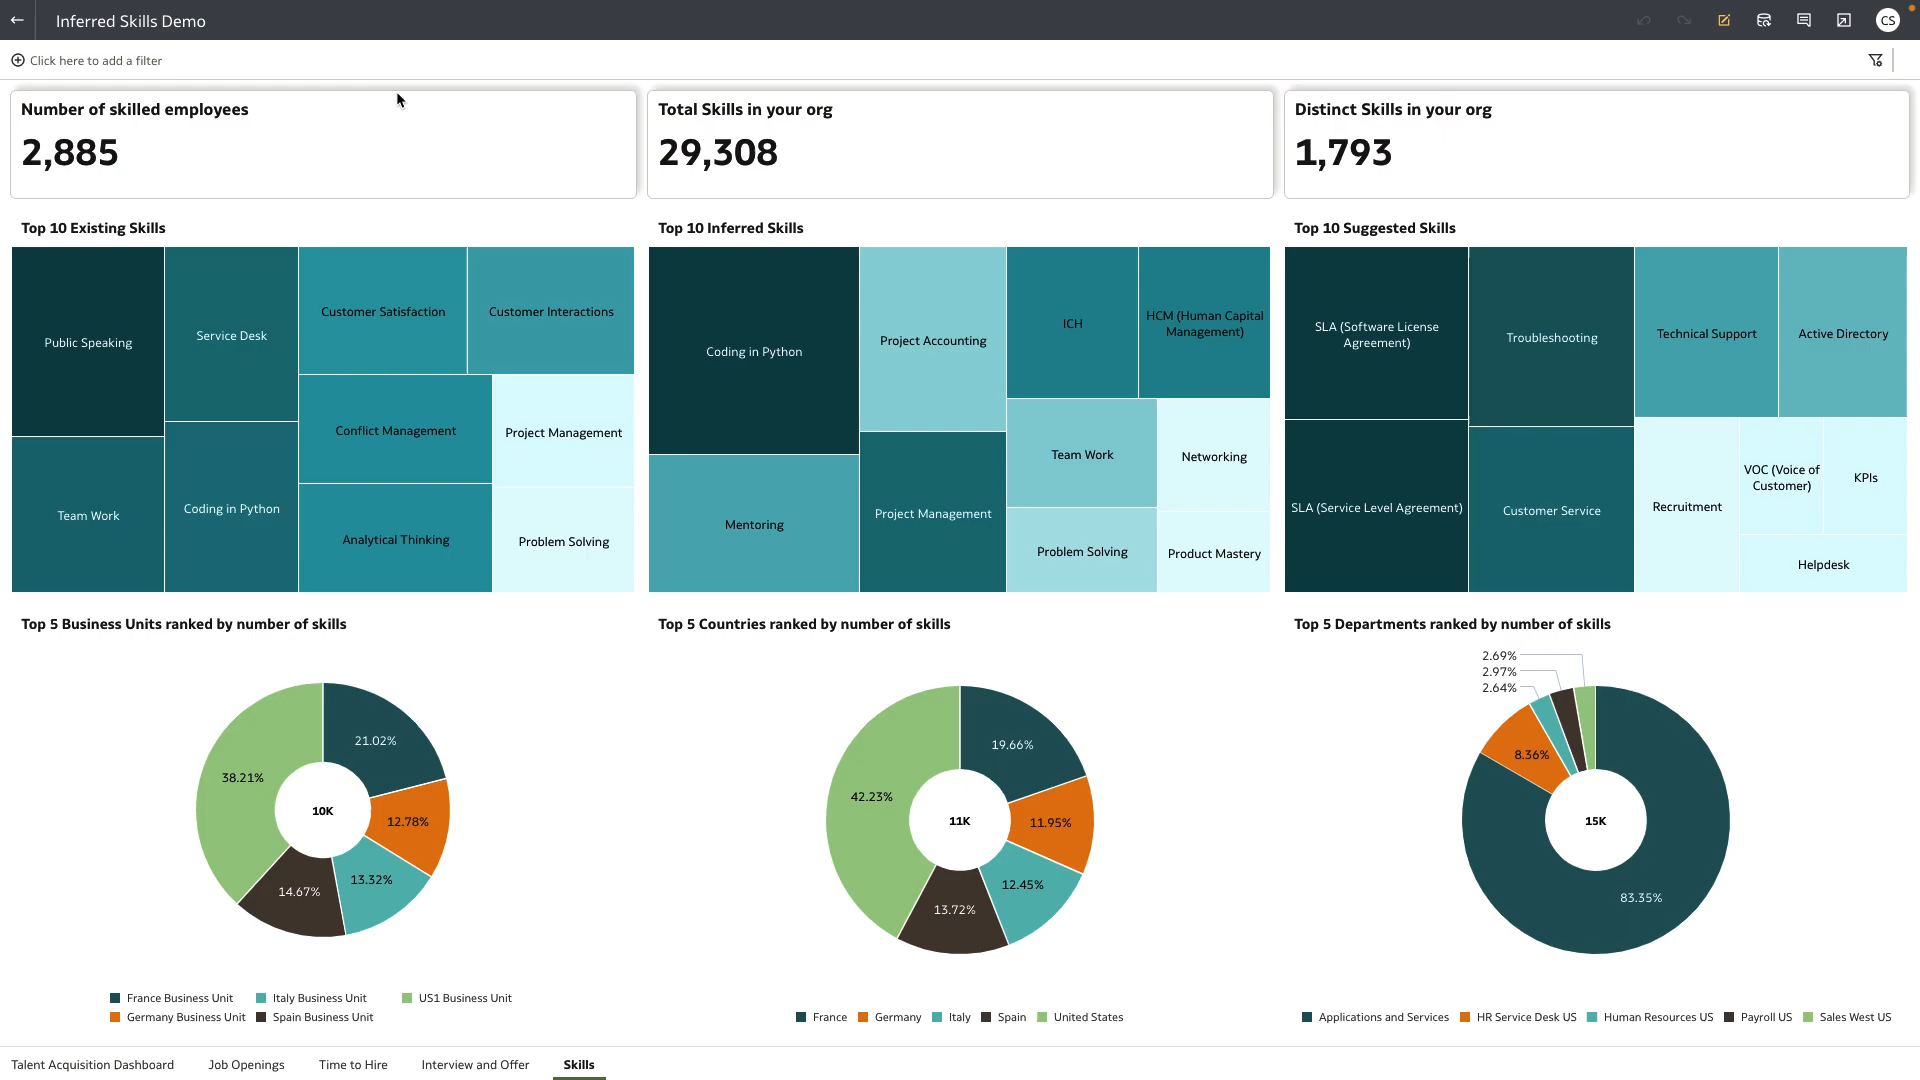 Inferred Skills Demo
CS
Click here to add a filter
Number of skilled employees
2,885
Total Skills in your org
29,308
Distinct Skills in your org
1,793
Top 10 Existing Skills
Public Speaking
Service Desk
Customer Satisfaction
Customer Interactions
Conflict Management
Project Management
Team Work
Coding in Python
Analytical Thinking
Problem Solving
Top 10 Inferred Skills
Coding in Python
Project Accounting
ICH
HCM (Human Capital
Management)
Team Work
Networking
Mentoring
Project Management
Problem Solving
Product Mastery
Top 10 Suggested Skills
SLA (Software License
Agreement)
Troubleshooting
Technical Support
Active Directory
SLA (Service Level Agreement)
Customer Service
Recruitment
VOC (Voice of
Customer)
KPIs
Helpdesk
Top 5 Business Units ranked by number of skills
21.02%
38.21%
10K
12.78%
13.32%
14.67%
France Business Unit
Italy Business Unit
US1 Business Unit
Germany Business Unit
Spain Business Unit
Top 5 Countries ranked by number of skills
19.66%
42.23%
11K
11.95%
12.45%
13.72%
France
Germany
Italy
Spain
United States
Top 5 Departments ranked by number of skills
2.69%
2.97%
2.64%
8.36%
15K
83.35%
Applications and Services
HR Service Desk US
Human Resources US
Payroll US
Sales West US
Talent Acquisition Dashboard
Job Openings
Time to Hire
Interview and Offer
Skills